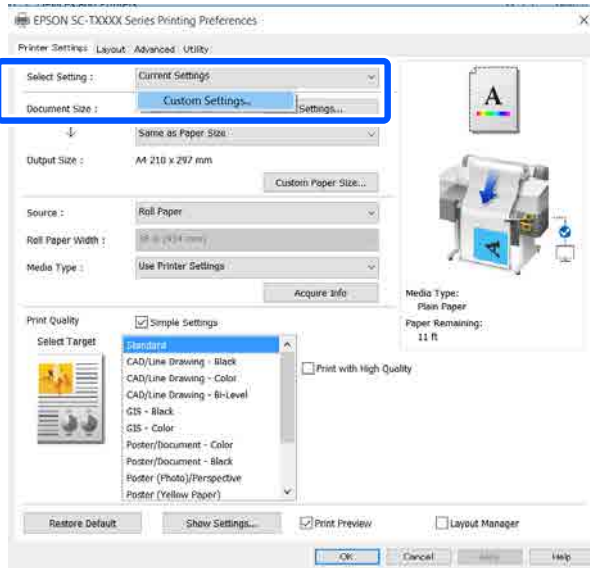 EPSON SC-TXXXX Series Printing Preferences
Printer Settings Layout Advanced Utility
Select Setting : Current Settings
Custom Settings...
Document Size : Settings...
Same as Paper Size
Output Size : A4 210 x 297 mm
Custom Paper Size...
Source : Roll Paper
Roll Paper Width :
Media Type : Use Printer Settings
Acquire Info
Media Type:
Plain Paper
Paper Remaining:
11 ft
Print Quality Simple Settings
Select Target
Standard
CAD/Line Drawing - Black
CAD/Line Drawing - Color
CAD/Line Drawing - Bi-Level
GIS - Black
GIS - Color
Poster/Document - Color
Poster/Document - Black
Poster (Photo)/Perspective
Poster (Yellow Paper)
Print with High Quality
A
A
Restore Default Show Settings... Print Preview Layout Manager
OK Cancel Help